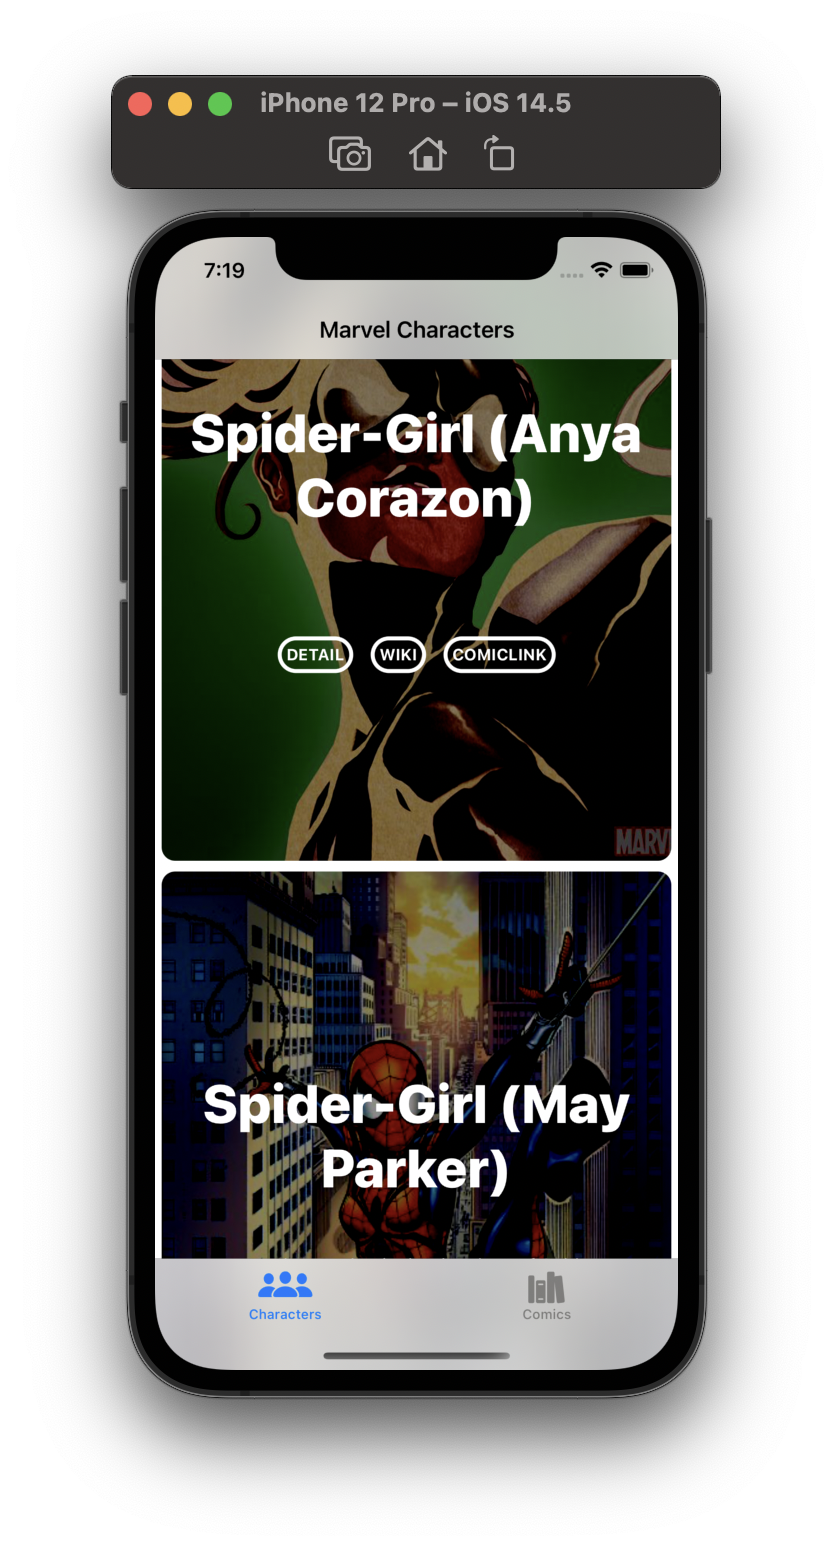 iPhone 12 Pro – iOS 14.5
7:19
Marvel Characters
Spider-Girl (Anya
Corazon)
DETAIL WIKI COMICLINK
MARV
Spider-Girl (May
Parker)
Characters Comics